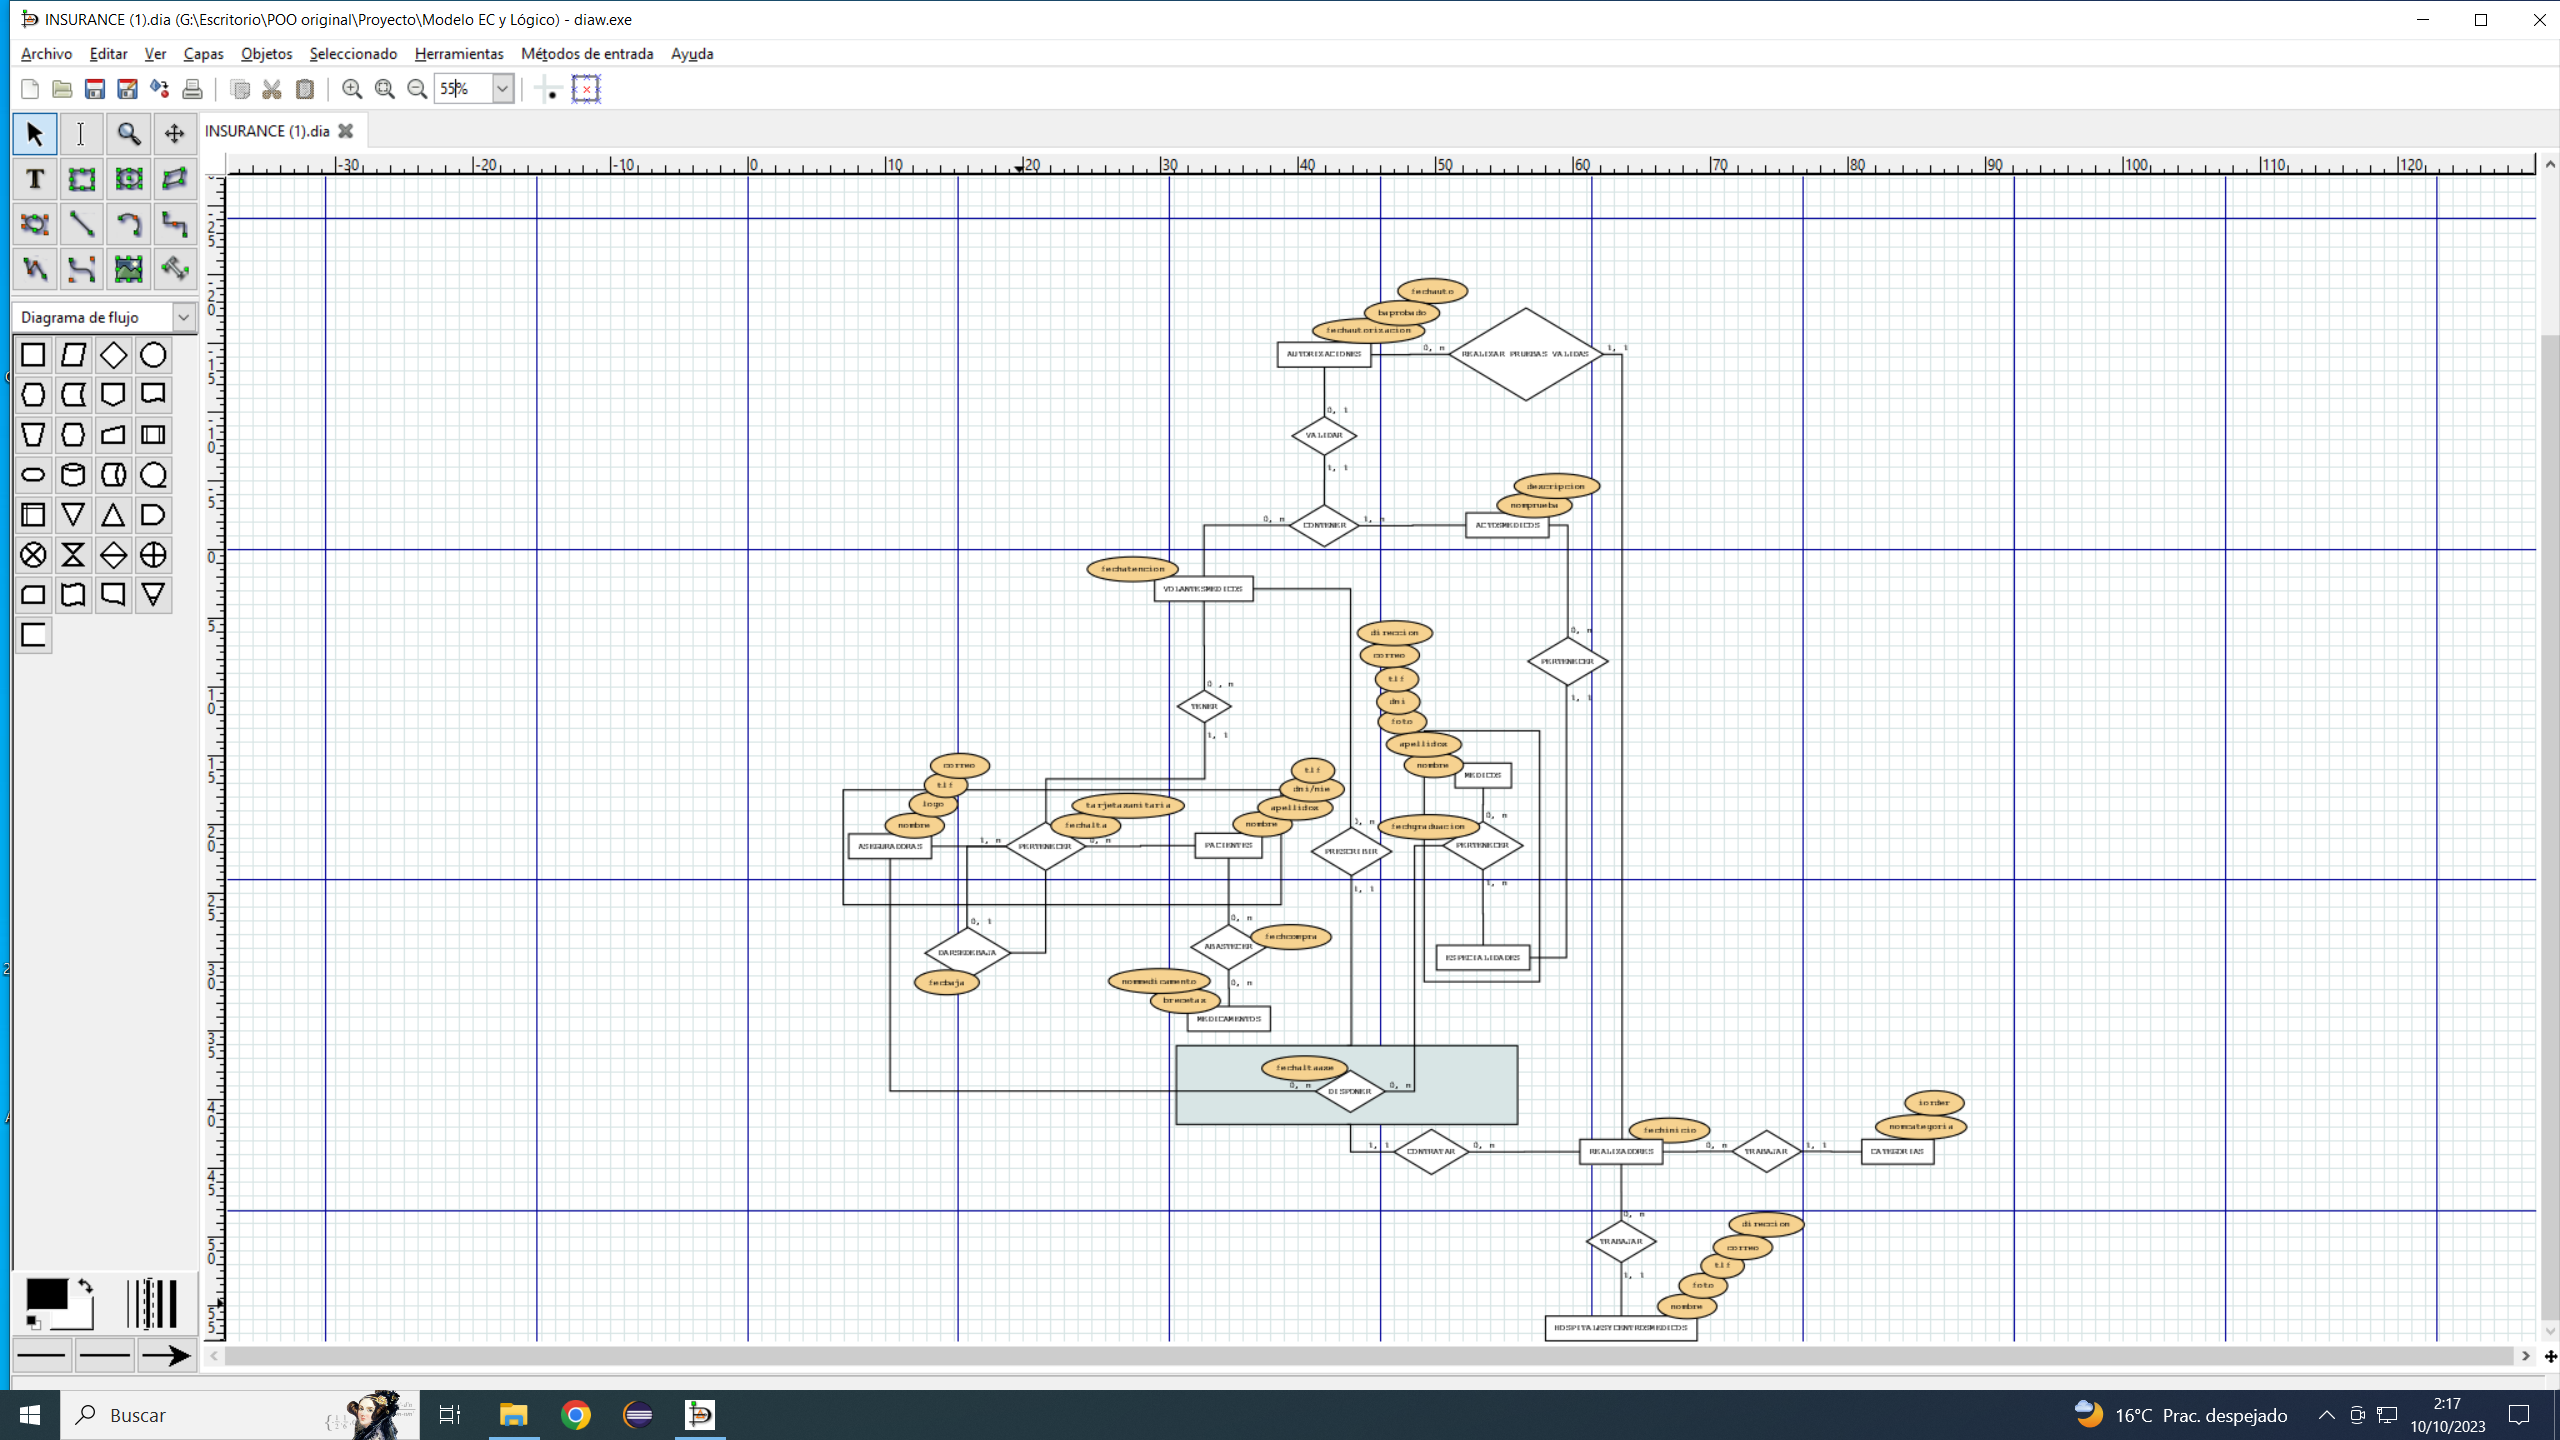 INSURANCE (1).dia (G:\Escritorio\POO original\Proyecto\Modelo EC y Lógico) - diaw.exe
Archivo Editar Ver Capas Objetos Seleccionado Herramientas Métodos de entrada Ayuda
55%
INSURANCE (1).dia
-30 -20 -10 0 10 20 30 40 50 60 70 80 90 100 110 120
T
Diagrama de flujo
fechauto
baprobado
fechautorizacion
AUTORIZACIONES
0, n
REALIZAR PRUEBAS VALIDAS
1, 1
0, 1
VALIDAR
1, 1
descripcion
nomprueba
0, n
CONTENER
1, n
ACTOSMEDICOS
fechatencion
VOLANTESMEDICOS
direccion
0, n
correo
PERTENECER
tlf
0 , n
1, 1
dni
TENER
foto
1, 1
apellidos
correo
nombre
MEDICOS
tlf
tlf
dni/nie
logo
tarjetasanitaria
apellidos
nombre
fechalta
nombre
0, n
fechgraduacion
0, n
ASEGURADORAS
1, n
PERTENECER
0, n
PACIENTES
PRESCRIBIR
PERTENECER
1, 1
1, n
0, 1
0, n
DARSEDEBAJA
ABASTECER
fechcompra
ESPECIALIDADES
fecbaja
nommedicamento
0, n
brecetas
MEDICAMENTOS
fechaltaase
0, n
DISPONER
0, n
iorder
nomcategoria
fechinicio
1, 1
CONTRATAR
0, n
REALIZADORES
0, n
TRABAJAR
1, 1
CATEGORIAS
0, n
direccion
TRABAJAR
correo
tlf
1, 1
foto
nombre
HOSPITALESYCENTROSMEDICOS
Buscar
16°C Prac. despejado
2:17
10/10/2023